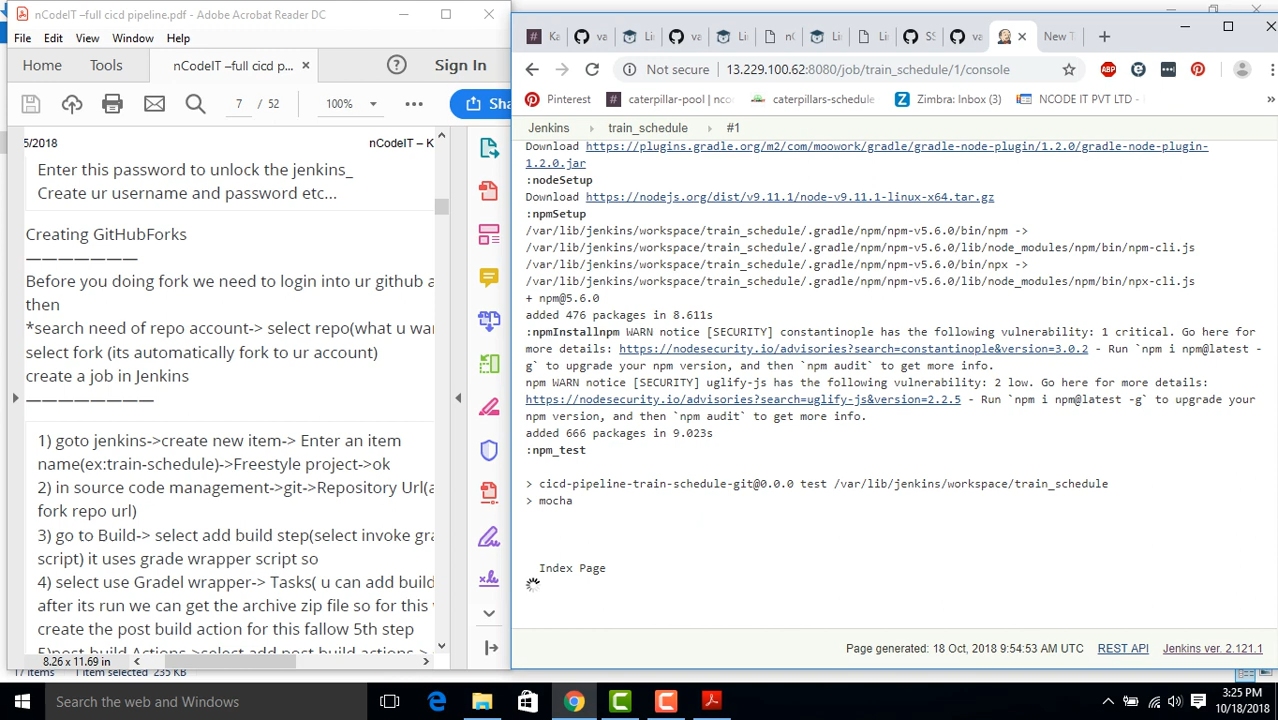 nCodeIT –full cicd pipeline.pdf - Adobe Acrobat Reader DC
File Edit View Window Help
Home Tools nCodeIT –full cicd p... × Sign In
7 / 52 100% Sha
5/2018 nCodeIT – K
Enter this password to unlock the jenkins_
Create ur username and password etc...
Creating GitHubForks
———————
Before you doing fork we need to login into ur github a
then
*search need of repo account-> select repo(what u wan
select fork (its automatically fork to ur account)
create a job in Jenkins
————————
1) goto jenkins->create new item-> Enter an item
name(ex:train-schedule)->Freestyle project->ok
2) in source code management->git->Repository Url(a
fork repo url)
3) go to Build-> select add build step(select invoke gra
script) it uses grade wrapper script so
4) select use Gradel wrapper-> Tasks( u can add build
after its run we can get the archive zip file so for this
create the post build action for this fallow 5th step
5)post build Actions->select add post build actions->
8.26 x 11.69 in
17 items 1 item selected 235 KB
# Ka va Lin va Lin nC Lin Lin SS va New T
Not secure 13.229.100.62:8080/job/train_schedule/1/console
ABP
Pinterest caterpillar-pool | nco caterpillars-schedule Zimbra: Inbox (3) NCODE IT PVT LTD - »
Jenkins train_schedule #1
Download https://plugins.gradle.org/m2/com/moowork/gradle/gradle-node-plugin/1.2.0/gradle-node-plugin-
1.2.0.jar
:nodeSetup
Download https://nodejs.org/dist/v9.11.1/node-v9.11.1-linux-x64.tar.gz
:npmSetup
/var/lib/jenkins/workspace/train_schedule/.gradle/npm/npm-v5.6.0/bin/npm ->
/var/lib/jenkins/workspace/train_schedule/.gradle/npm/npm-v5.6.0/lib/node_modules/npm/bin/npm-cli.js
/var/lib/jenkins/workspace/train_schedule/.gradle/npm/npm-v5.6.0/bin/npx ->
/var/lib/jenkins/workspace/train_schedule/.gradle/npm/npm-v5.6.0/lib/node_modules/npm/bin/npx-cli.js
+ npm@5.6.0
added 476 packages in 8.611s
:npmInstallnpm WARN notice [SECURITY] constantinople has the following vulnerability: 1 critical. Go here for
more details: https://nodesecurity.io/advisories?search=constantinople&version=3.0.2 - Run `npm i npm@latest -
g` to upgrade your npm version, and then `npm audit` to get more info.
npm WARN notice [SECURITY] uglify-js has the following vulnerability: 2 low. Go here for more details:
https://nodesecurity.io/advisories?search=uglify-js&version=2.2.5 - Run `npm i npm@latest -g` to upgrade your
npm version, and then `npm audit` to get more info.
added 666 packages in 9.023s
:npm_test
> cicd-pipeline-train-schedule-git@0.0.0 test /var/lib/jenkins/workspace/train_schedule
> mocha
Index Page
Page generated: 18 Oct, 2018 9:54:53 AM UTC REST API Jenkins ver. 2.121.1
Search the web and Windows
3:25 PM
10/18/2018